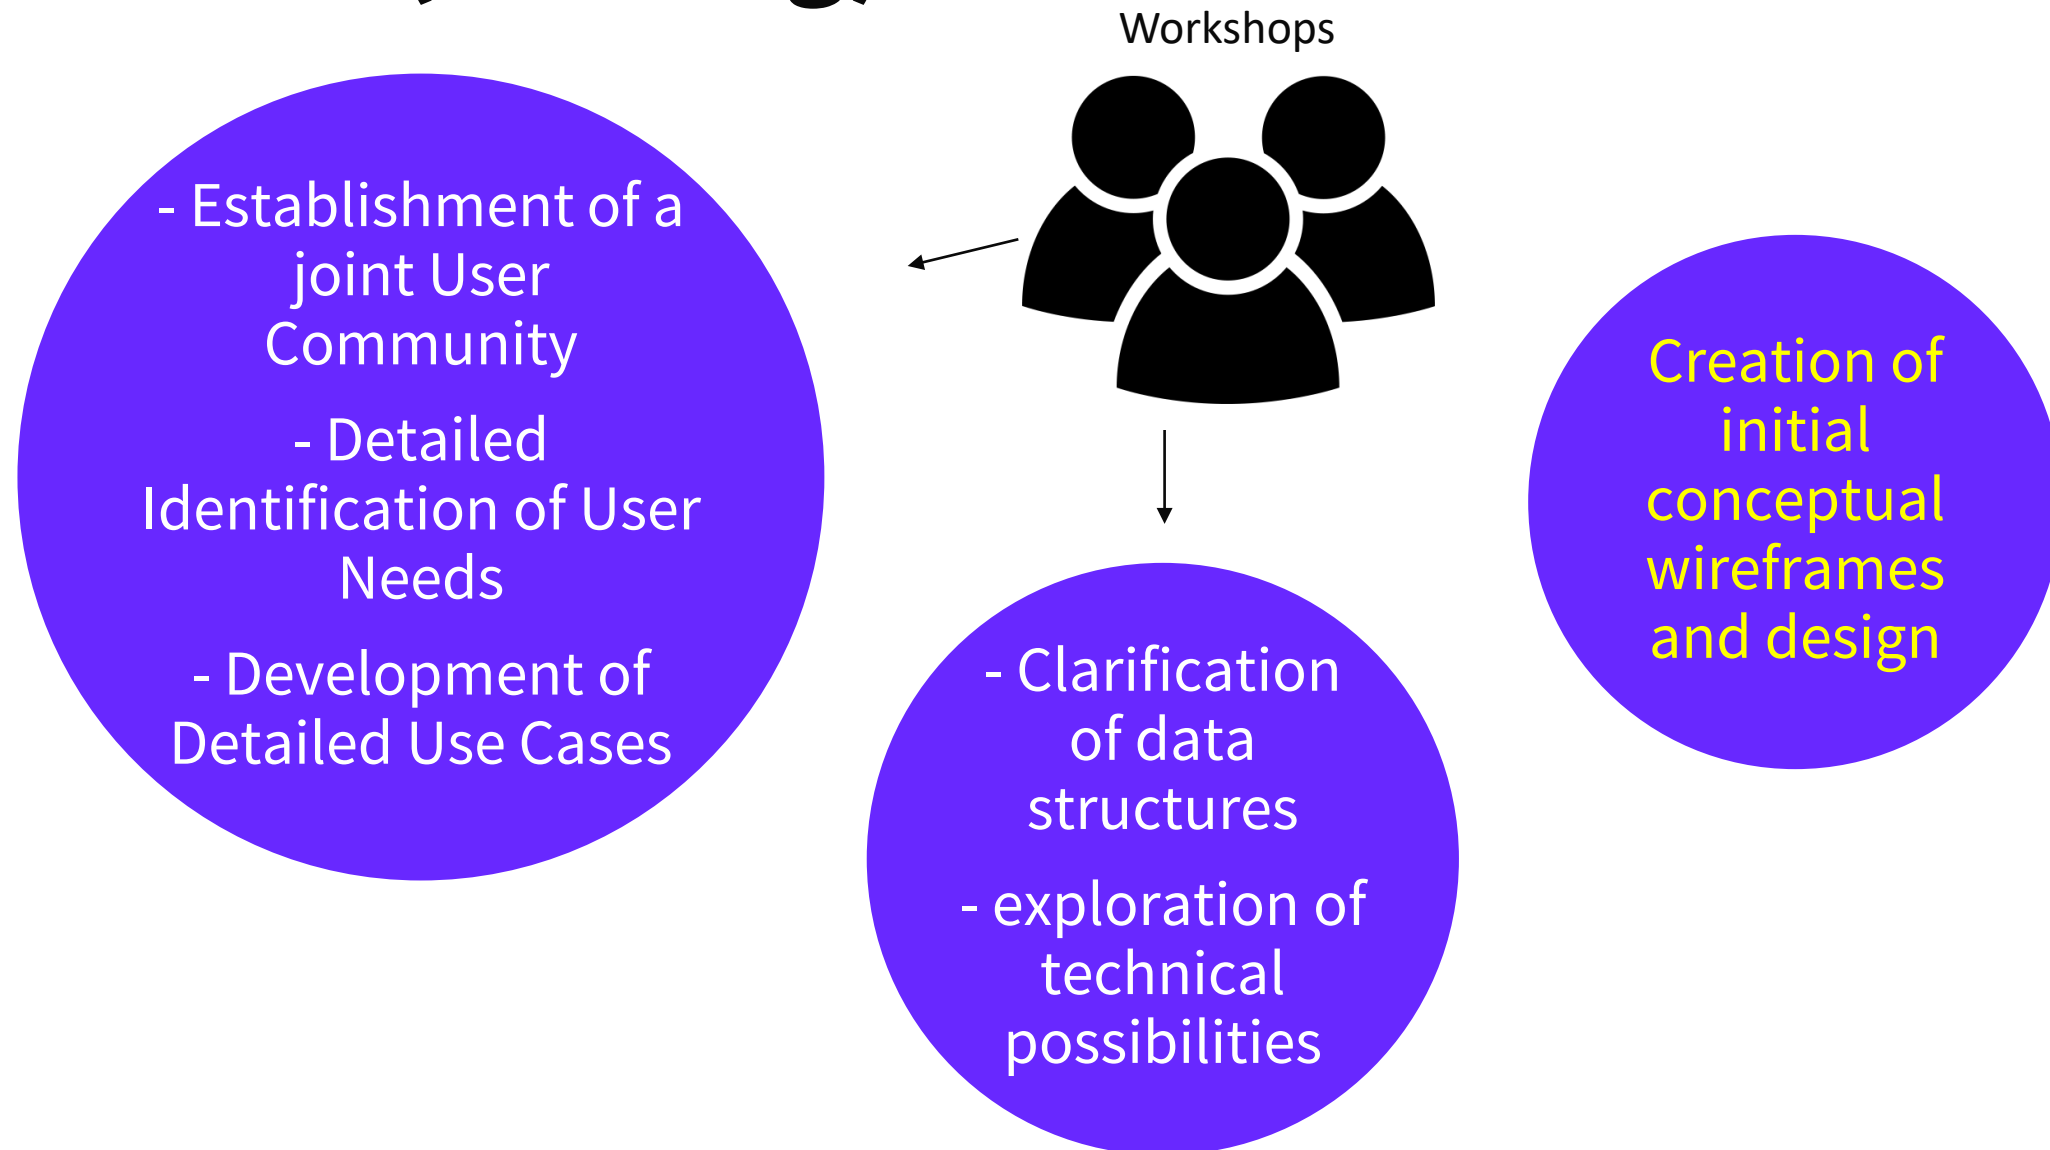 Workshops
- Establishment of a
joint User
Community
- Detailed
Identification of User
Needs
- Development of
Detailed Use Cases
- Clarification
of data
structures
- exploration of
technical
possibilities
Creation of
initial
conceptual
wireframes
and design